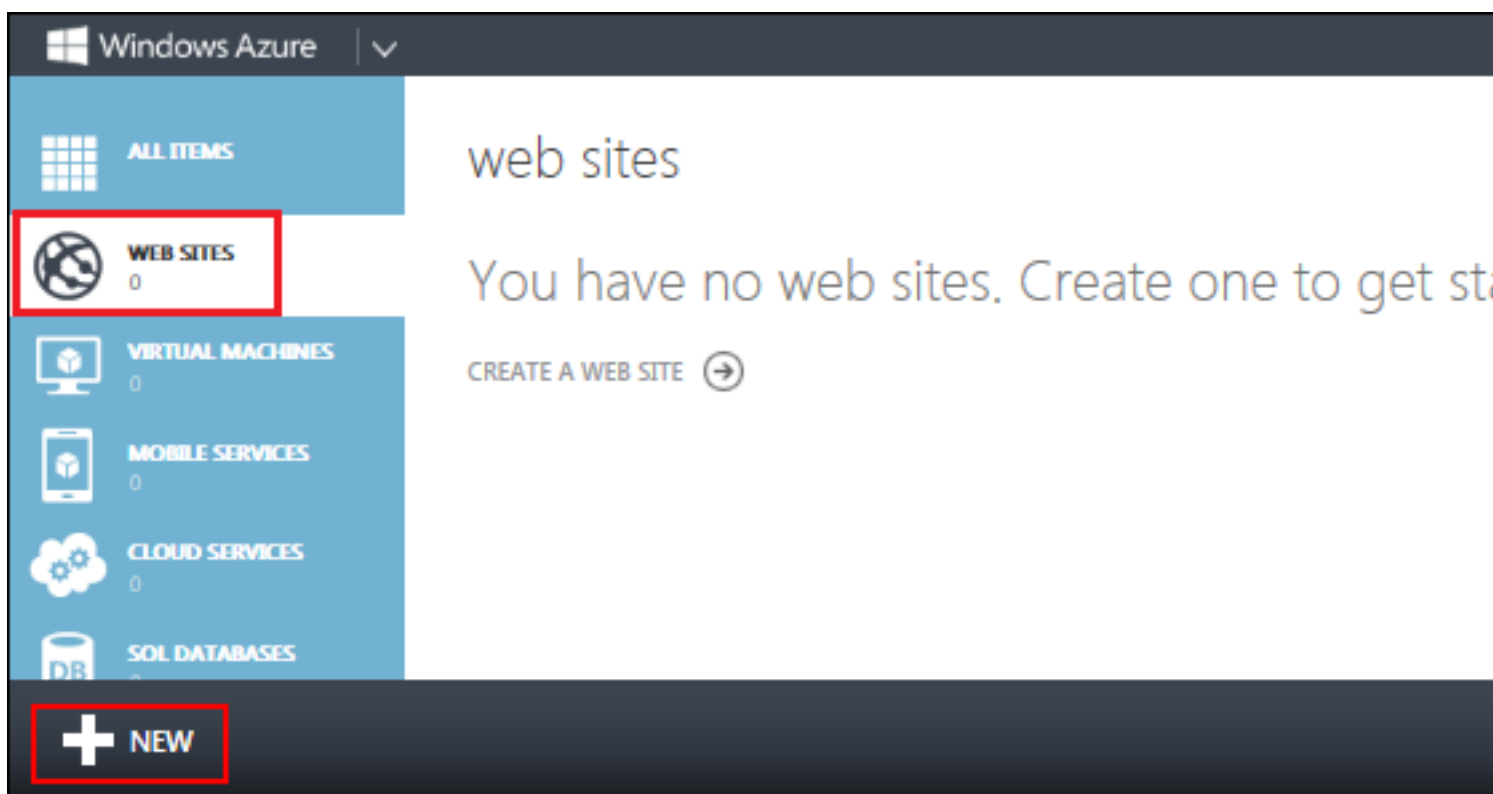 Windows Azure
ALL ITEMS
web sites
WEB SITES
0
You have no web sites. Create one to get sta
CREATE A WEB SITE
VIRTUAL MACHINES
0
MOBILE SERVICES
0
CLOUD SERVICES
0
SQL DATABASES
DB
NEW